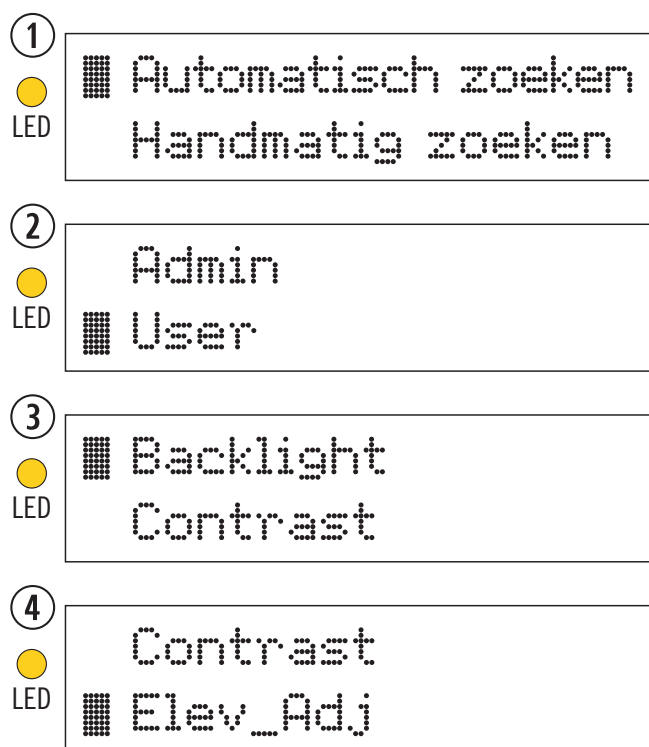 1
Automatisch zoeken
LED
Handmatig zoeken
2
Admin
LED
User
3
Backlight
LED
Contrast
4
Contrast
LED
Elev_Adj